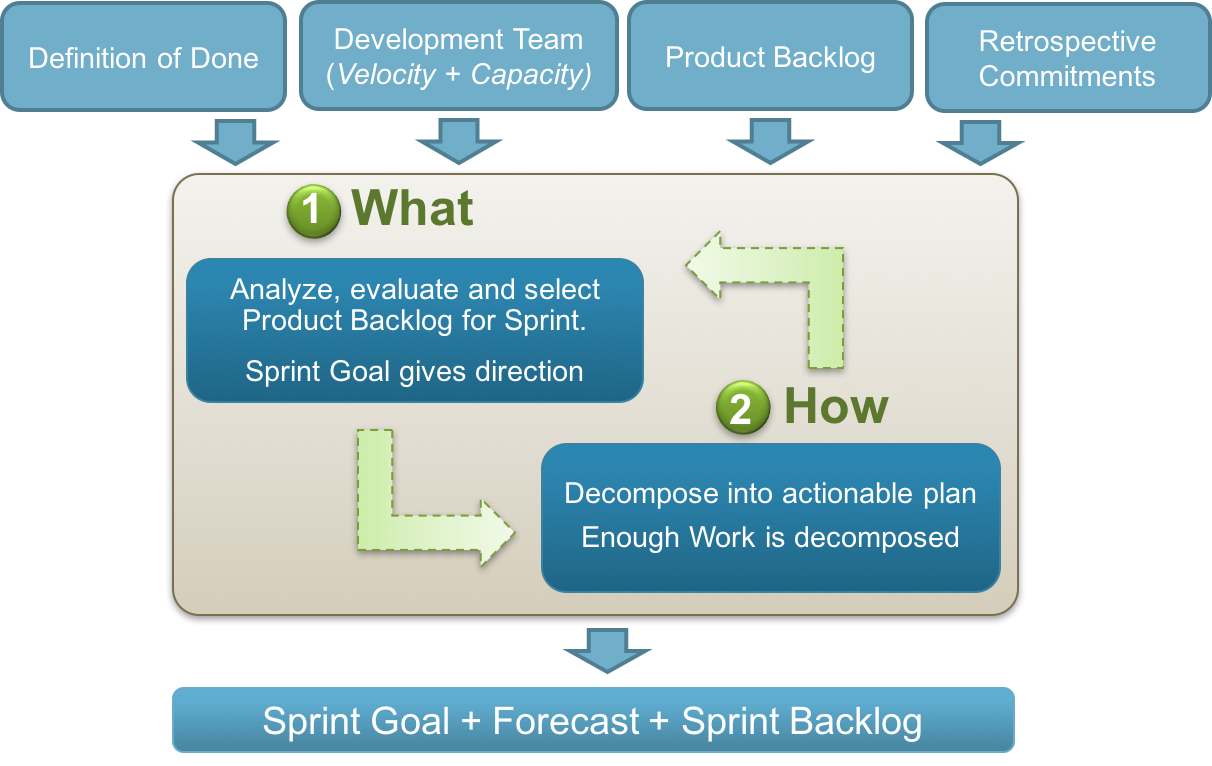 Definition of Done
Development Team
(Velocity + Capacity)
Product Backlog
Retrospective
Commitments
1 What
Analyze, evaluate and select
Product Backlog for Sprint.
Sprint Goal gives direction
2 How
Decompose into actionable plan
Enough Work is decomposed
Sprint Goal + Forecast + Sprint Backlog